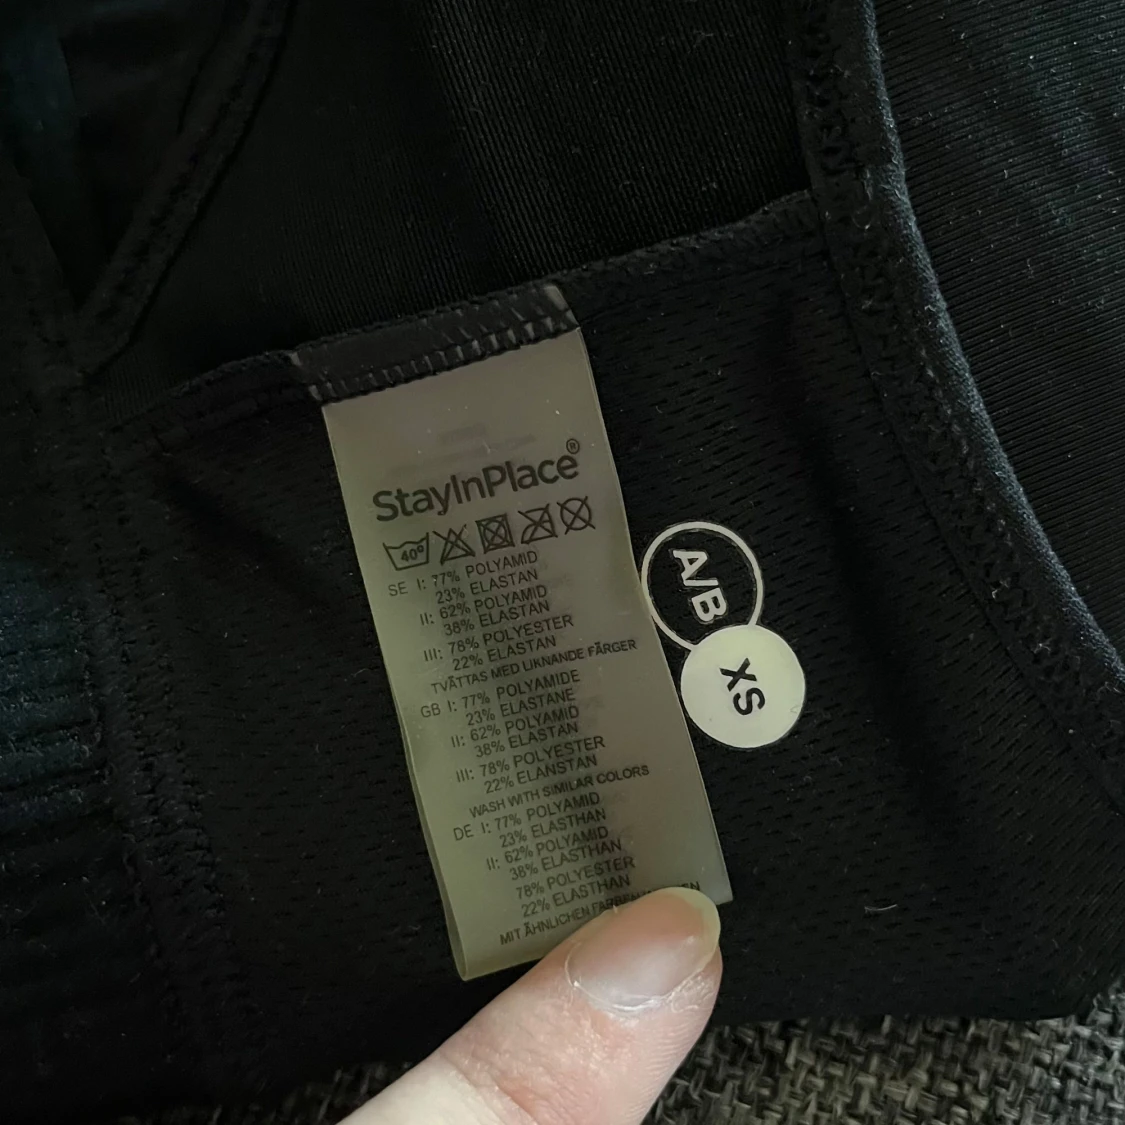 StayInPlace®
40°
SE I: 77% POLYAMID
23% ELASTAN
II: 62% POLYAMID
38% ELASTAN
III: 78% POLYESTER
22% ELASTAN
TVÄTTAS MED LIKNANDE FÄRGER
GB I: 77% POLYAMIDE
23% ELASTANE
II: 62% POLYAMID
38% ELASTAN
III: 78% POLYESTER
22% ELANSTAN
WASH WITH SIMILAR COLORS
DE I: 77% POLYAMID
23% ELASTHAN
II: 62% POLYAMID
38% ELASTHAN
78% POLYESTER
22% ELASTHAN
MIT ÄHNLICHEN
A/B
XS